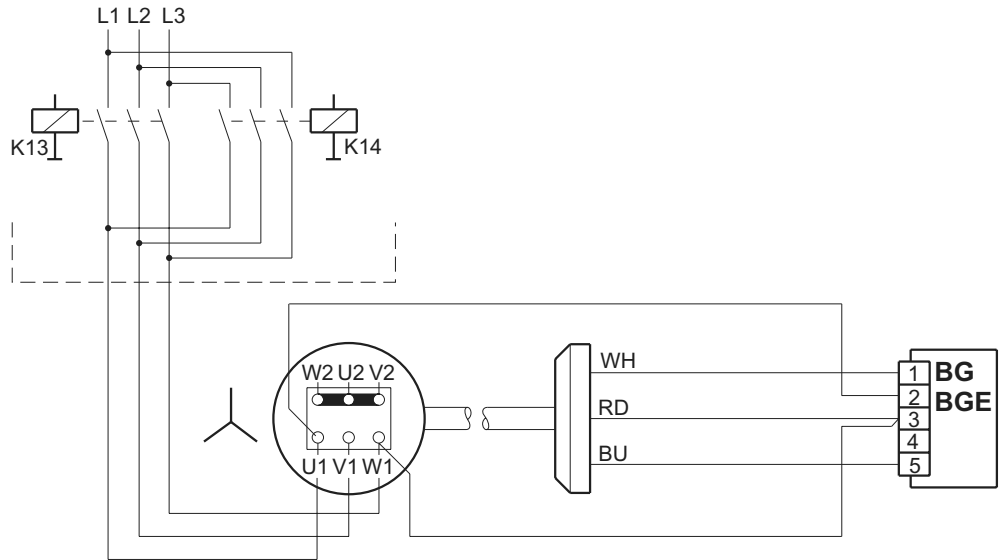 L1 L2 L3
K13
K14
W2 U2 V2
U1 V1 W1
WH
RD
BU
1
2
3
4
5
BG
BGE